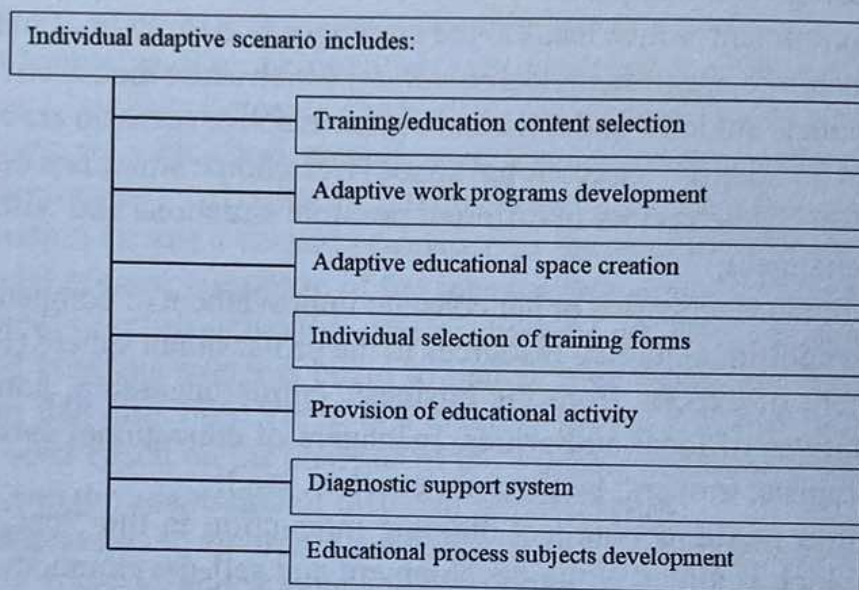 Individual adaptive scenario includes:
Training/education content selection
Adaptive work programs development
Adaptive educational space creation
Individual selection of training forms
Provision of educational activity
Diagnostic support system
Educational process subjects development